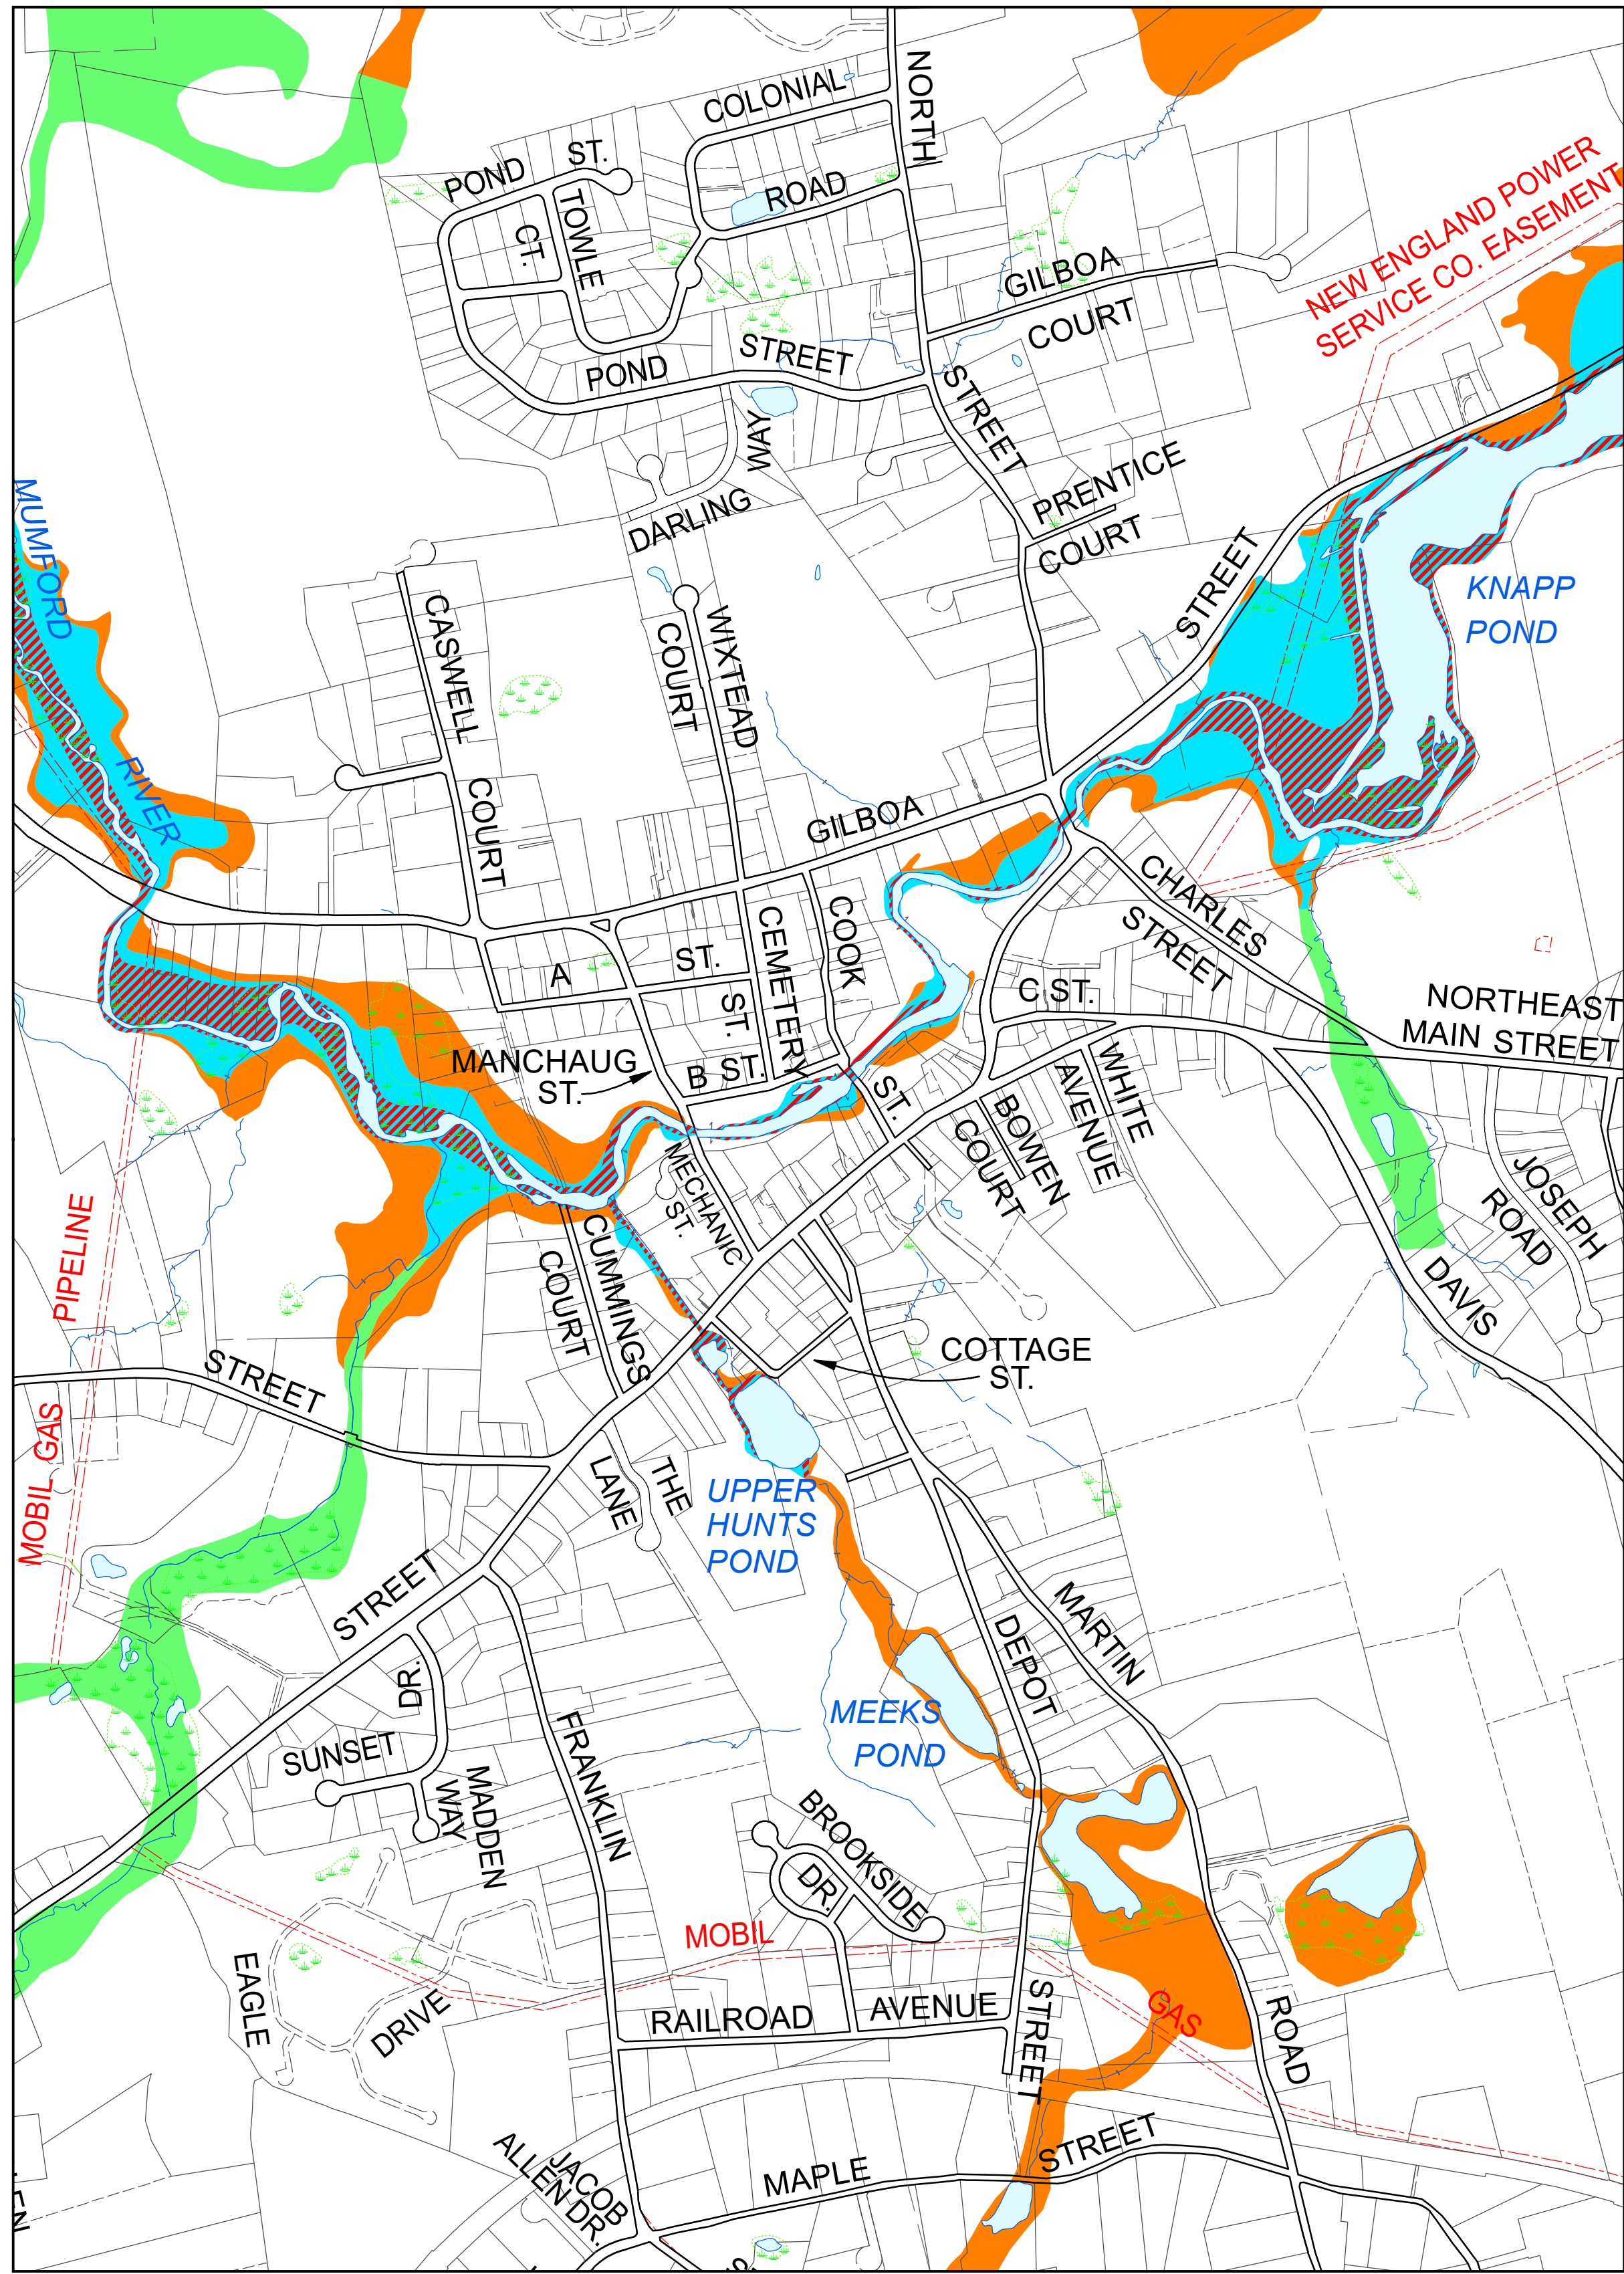 COLONIAL
NORTH
POND
ST.
TOWLE
CT.
ROAD
NEW ENGLAND POWER
SERVICE CO. EASEMENT
GILBOA
COURT
STREET
POND
WAY
STREET
DARLING
PRENTICE
COURT
MUMFORD
RIVER
STREET
KNAPP
POND
CASWELL
COURT
WIXTEAD
COURT
GILBOA
CHARLES
STREET
COOK
CEMETERY
ST.
A
ST.
C ST.
NORTHEAST
MAIN STREET
MANCHAUG
ST.
B ST.
ST.
WHITE
AVENUE
BOWEN
COURT
MECHANIC
ST.
JOSEPH
ROAD
CUMMINGS
COURT
DAVIS
PIPELINE
MOBIL GAS
STREET
COTTAGE
ST.
THE
LANE
UPPER
HUNTS
POND
STREET
MARTIN
DEPOT
DR.
SUNSET
MADDEN
WAY
FRANKLIN
MEEKS
POND
BROOKSIDE
DR.
MOBIL
GAS
EAGLE
DRIVE
RAILROAD
AVENUE
STREET
ROAD
JACOB
ALLEN DR.
MAPLE
STREET